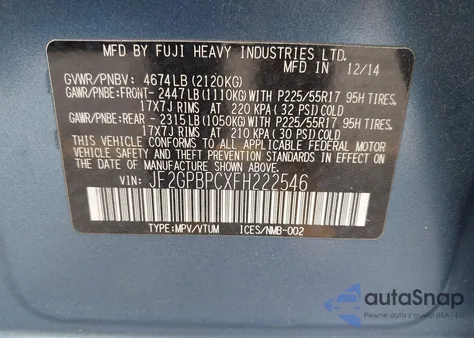 MFD BY FUJI HEAVY INDUSTRIES LTD.
MFD IN 12/14
GVWR/PNBV: 4674LB (2120KG)
GAWR/PNBE:FRONT- 2447LB (1110KG)WITH P225/55R17 95H TIRES,
17X7J RIMS AT 220 KPA (32 PSI)COLD
GAWR/PNBE:REAR - 2315LB (1050KG)WITH P225/55R17 95H TIRES,
17X7J RIMS AT 210 KPA (30 PSI)COLD
THIS VEHICLE CONFORMS TO ALL APPLICABLE FEDERAL MOTOR
VEHICLE SAFETY STANDARDS IN EFFECT ON THE
DATE OF MANUFACTURE SHOWN ABOVE.
VIN: JF2GPBPCXFH222546
TYPE:MPV/VTUM ICES/NMB-002
autoSnap
Pewne auto z USA i EU